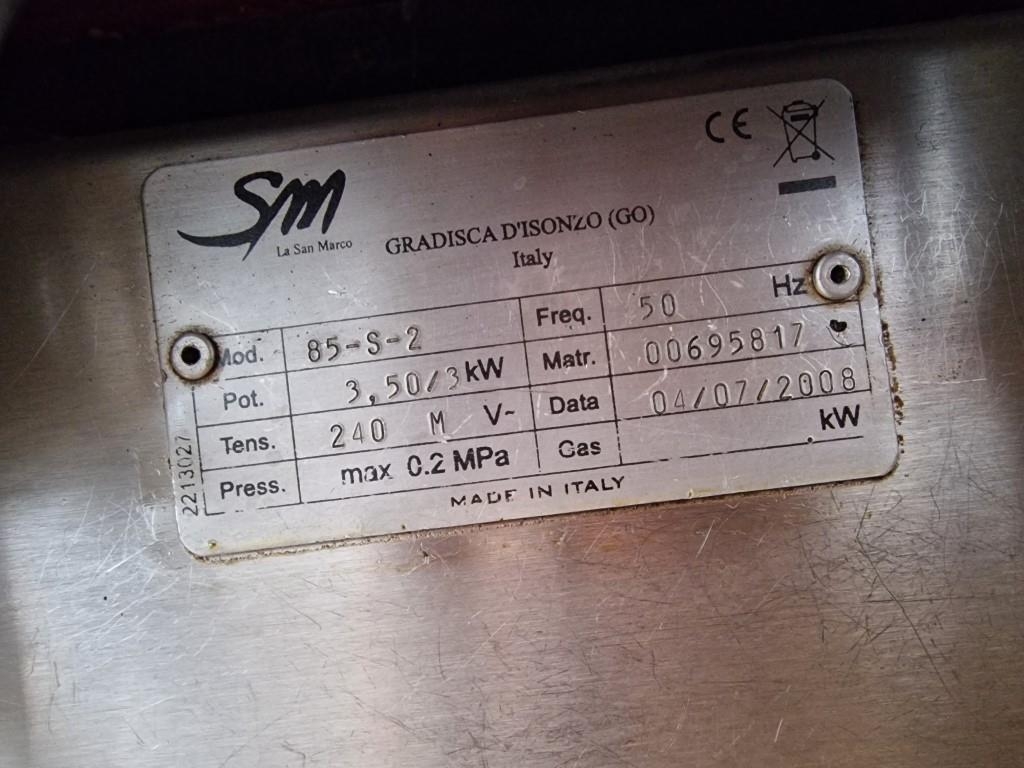 CE
SM
La San Marco
GRADISCA D'ISONZO (GO)
Italy
Mod. 85-S-2 Freq. 50 Hz
Pot. 3,50/3 kW Matr. 00695817
Tens. 240 M V~ Data 04/07/2008
Press. max 0.2 MPa Gas kW
MADE IN ITALY
2213027